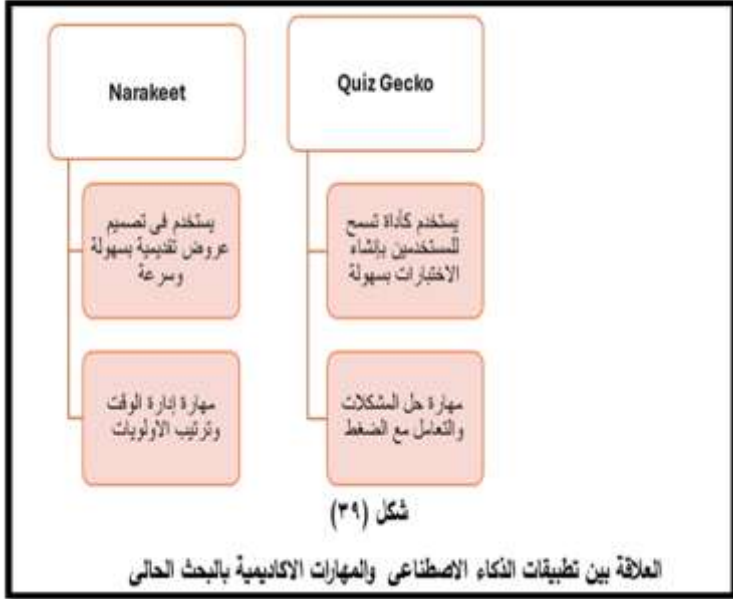 Narakeet
Quiz Gecko
يستخدم فى تصميم
عروض تقديمية بسهولة
وسرعة
يستخدم كأداة تسمح
للمستخدمين بإنشاء
الاختبارات بسهولة
مهارة إدارة الوقت
وترتيب الاولويات
مهارة حل المشكلات
والتعامل مع الضغط
شكل (٣٩)
العلاقة بين تطبيقات الذكاء الاصطناعى والمهارات الاكاديمية بالبحث الحالى